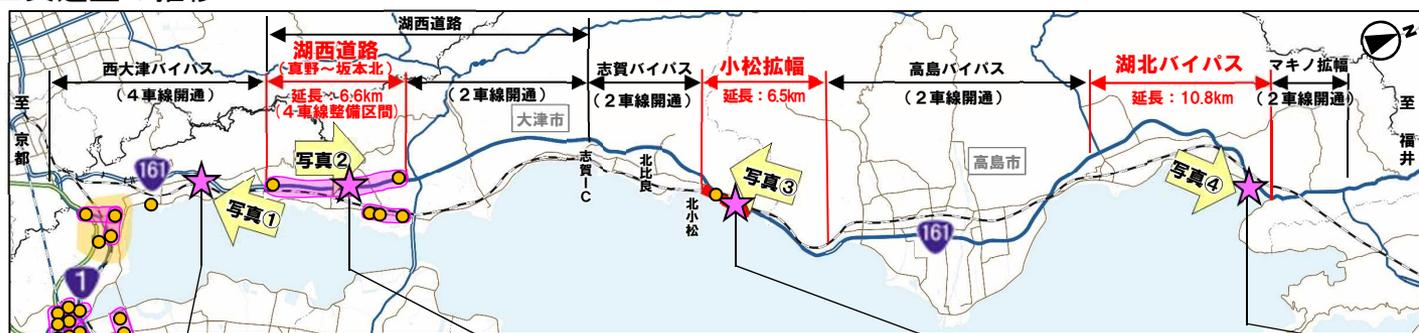 湖西道路
西大津バイパス
(4車線開通)
湖西道路
(真野～坂本北)
延長：6.6km
(4車線整備区間)
(2車線開通)
志賀バイパス
(2車線開通)
小松拡幅
延長：6.5km
高島バイパス
(2車線開通)
湖北バイパス
延長：10.8km
マキノ拡幅
(2車線開通)
至
京都
至
福井
N
大津市
高島市
志賀IC
北比良
北小松
写真①
写真②
写真③
写真④
161
161
1